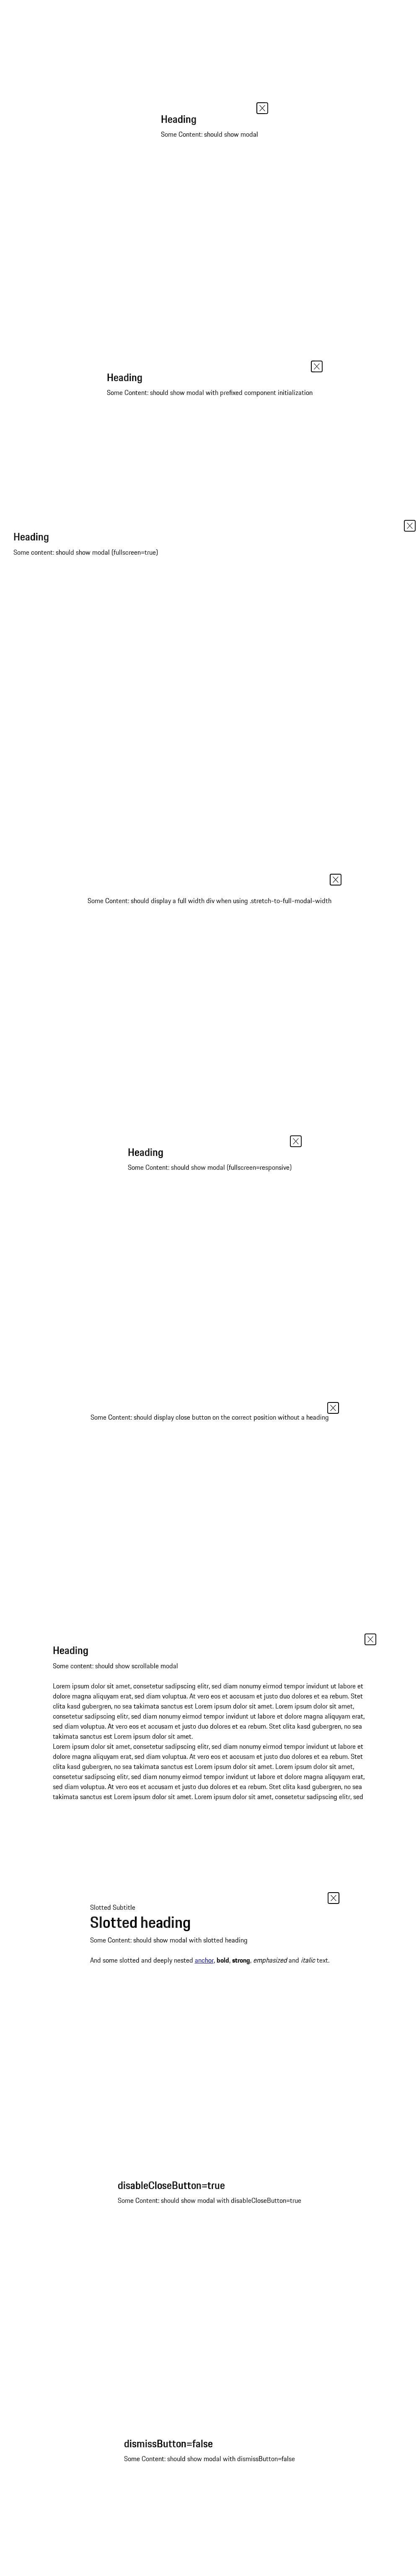 Heading
Some Content: should show modal
Heading
Some Content: should show modal with prefixed component initialization
Heading
Some content: should show modal (fullscreen=true)
Some Content: should display a full width div when using .stretch-to-full-modal-width
Heading
Some Content: should show modal (fullscreen=responsive)
Some Content: should display close button on the correct position without a heading
Heading
Some content: should show scrollable modal
Lorem ipsum dolor sit amet, consetetur sadipscing elitr, sed diam nonumy eirmod tempor invidunt ut labore et
dolore magna aliquyam erat, sed diam voluptua. At vero eos et accusam et justo duo dolores et ea rebum. Stet
clita kasd gubergren, no sea takimata sanctus est Lorem ipsum dolor sit amet. Lorem ipsum dolor sit amet,
consetetur sadipscing elitr, sed diam nonumy eirmod tempor invidunt ut labore et dolore magna aliquyam erat,
sed diam voluptua. At vero eos et accusam et justo duo dolores et ea rebum. Stet clita kasd gubergren, no sea
takimata sanctus est Lorem ipsum dolor sit amet.
Lorem ipsum dolor sit amet, consetetur sadipscing elitr, sed diam nonumy eirmod tempor invidunt ut labore et
dolore magna aliquyam erat, sed diam voluptua. At vero eos et accusam et justo duo dolores et ea rebum. Stet
clita kasd gubergren, no sea takimata sanctus est Lorem ipsum dolor sit amet. Lorem ipsum dolor sit amet,
consetetur sadipscing elitr, sed diam nonumy eirmod tempor invidunt ut labore et dolore magna aliquyam erat,
sed diam voluptua. At vero eos et accusam et justo duo dolores et ea rebum. Stet clita kasd gubergren, no sea
takimata sanctus est Lorem ipsum dolor sit amet. Lorem ipsum dolor sit amet, consetetur sadipscing elitr, sed
Slotted Subtitle
Slotted heading
Some Content: should show modal with slotted heading
And some slotted and deeply nested anchor, bold, strong, emphasized and italic text.
disableCloseButton=true
Some Content: should show modal with disableCloseButton=true
dismissButton=false
Some Content: should show modal with dismissButton=false